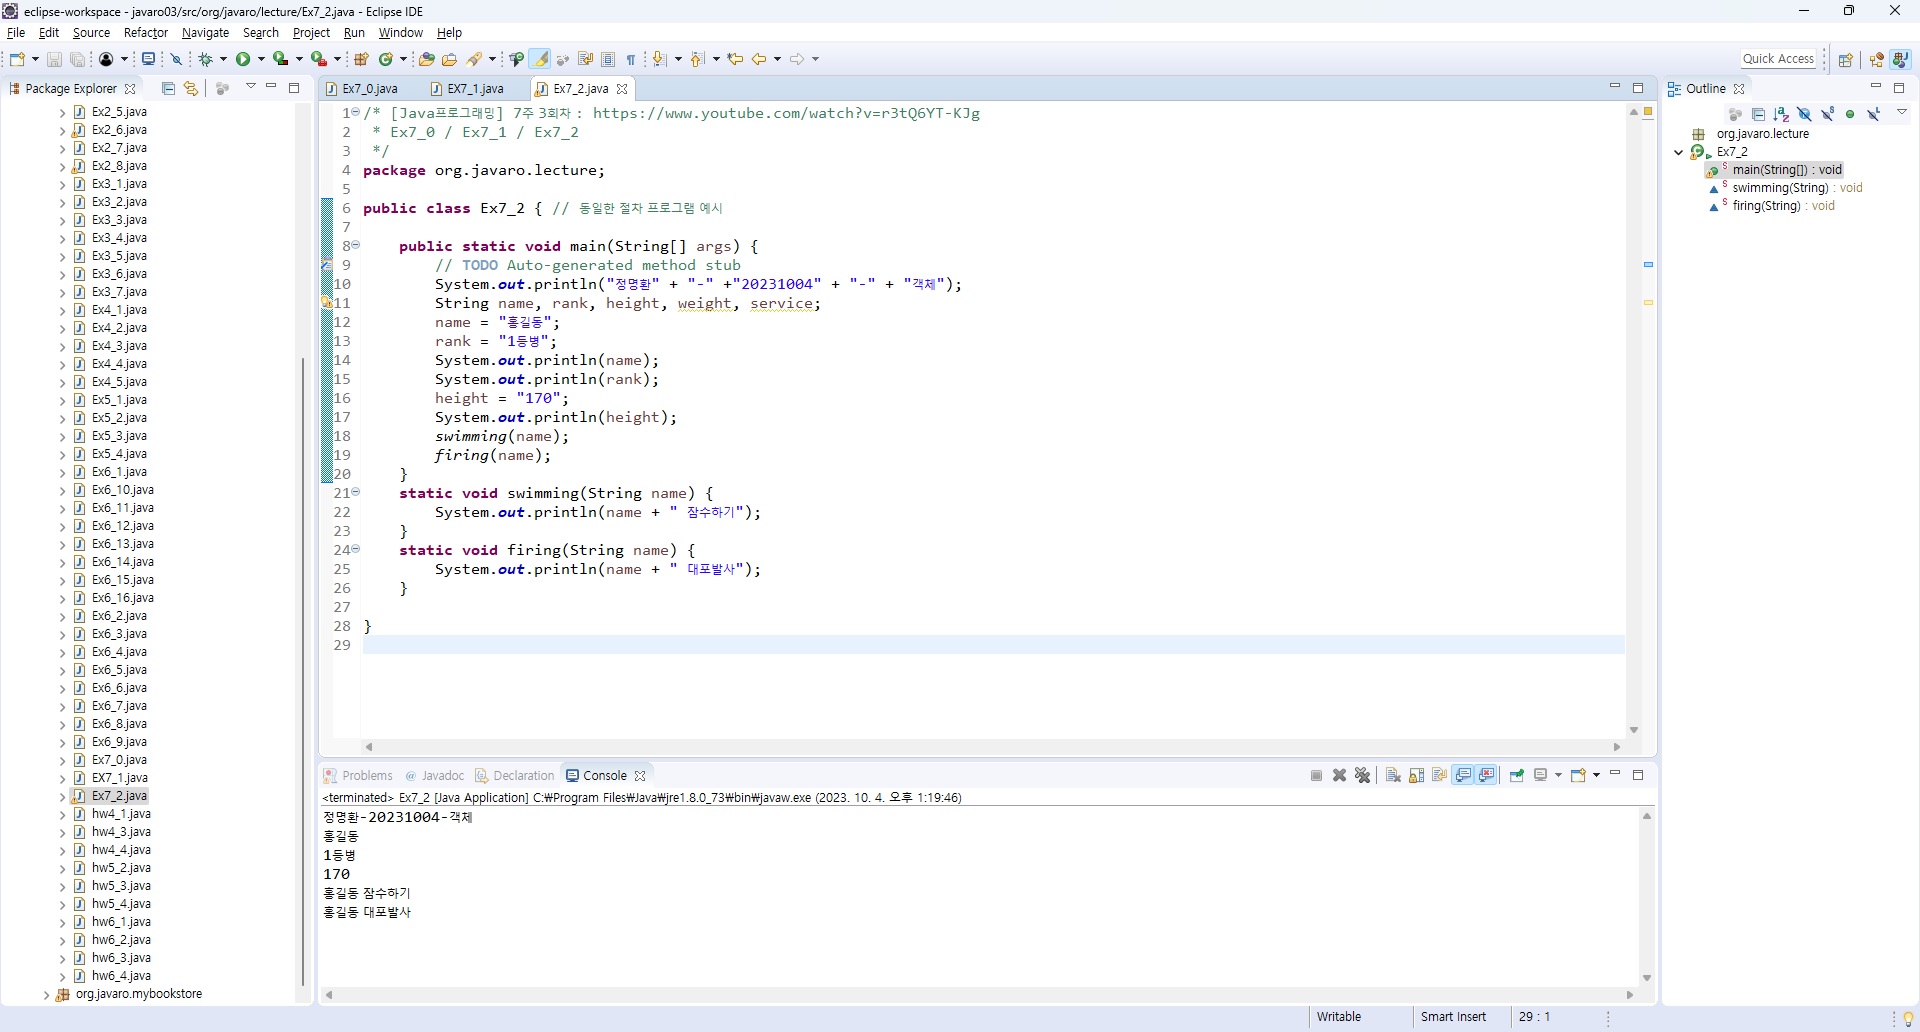 eclipse-workspace - javaro03/src/org/javaro/lecture/Ex7_2.java - Eclipse IDE
File Edit Source Refactor Navigate Search Project Run Window Help
Quick Access
Package Explorer
Ex2_5.java
Ex2_6.java
Ex2_7.java
Ex2_8.java
Ex3_1.java
Ex3_2.java
Ex3_3.java
Ex3_4.java
Ex3_5.java
Ex3_6.java
Ex3_7.java
Ex4_1.java
Ex4_2.java
Ex4_3.java
Ex4_4.java
Ex4_5.java
Ex5_1.java
Ex5_2.java
Ex5_3.java
Ex5_4.java
Ex6_1.java
Ex6_10.java
Ex6_11.java
Ex6_12.java
Ex6_13.java
Ex6_14.java
Ex6_15.java
Ex6_16.java
Ex6_2.java
Ex6_3.java
Ex6_4.java
Ex6_5.java
Ex6_6.java
Ex6_7.java
Ex6_8.java
Ex6_9.java
Ex7_0.java
EX7_1.java
Ex7_2.java
hw4_1.java
hw4_3.java
hw4_4.java
hw5_2.java
hw5_3.java
hw5_4.java
hw6_1.java
hw6_2.java
hw6_3.java
hw6_4.java
org.javaro.mybookstore
Ex7_0.java EX7_1.java Ex7_2.java
1 /* [Java프로그래밍] 7주 3회차 : https://www.youtube.com/watch?v=r3tQ6YT-KJg
2 * Ex7_0 / Ex7_1 / Ex7_2
3 */
4 package org.javaro.lecture;
5
6 public class Ex7_2 { // 동일한 절차 프로그램 예시
7
8 public static void main(String[] args) {
9 // TODO Auto-generated method stub
10 System.out.println("정명환" + "-" +"20231004" + "-" + "객체");
11 String name, rank, height, weight, service;
12 name = "홍길동";
13 rank = "1등병";
14 System.out.println(name);
15 System.out.println(rank);
16 height = "170";
17 System.out.println(height);
18 swimming(name);
19 firing(name);
20 }
21 static void swimming(String name) {
22 System.out.println(name + " 잠수하기");
23 }
24 static void firing(String name) {
25 System.out.println(name + " 대포발사");
26 }
27
28 }
29
Outline
org.javaro.lecture
Ex7_2
main(String[]) : void
swimming(String) : void
firing(String) : void
Problems Javadoc Declaration Console
<terminated> Ex7_2 [Java Application] C:₩Program Files₩Java₩jre1.8.0_73₩bin₩javaw.exe (2023. 10. 4. 오후 1:19:46)
정명환-20231004-객체
홍길동
1등병
170
홍길동 잠수하기
홍길동 대포발사
Writable Smart Insert 29 : 1